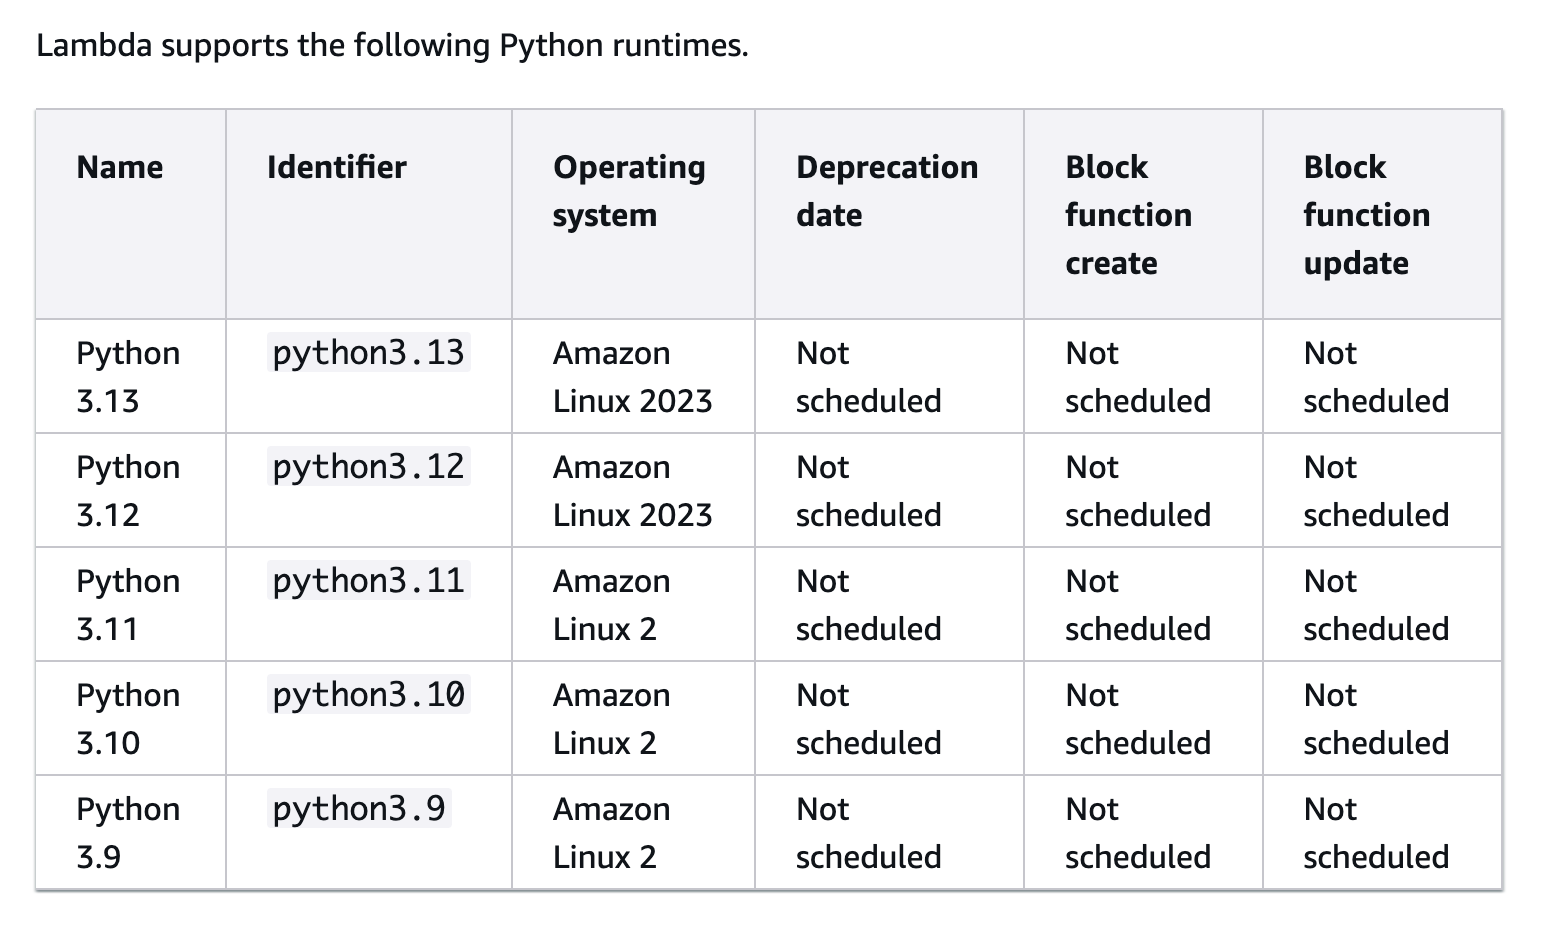 Lambda supports the following Python runtimes.
Name Identifier Operating system Deprecation date Block function create Block function update
Python 3.13 python3.13 Amazon Linux 2023 Not scheduled Not scheduled Not scheduled
Python 3.12 python3.12 Amazon Linux 2023 Not scheduled Not scheduled Not scheduled
Python 3.11 python3.11 Amazon Linux 2 Not scheduled Not scheduled Not scheduled
Python 3.10 python3.10 Amazon Linux 2 Not scheduled Not scheduled Not scheduled
Python 3.9 python3.9 Amazon Linux 2 Not scheduled Not scheduled Not scheduled